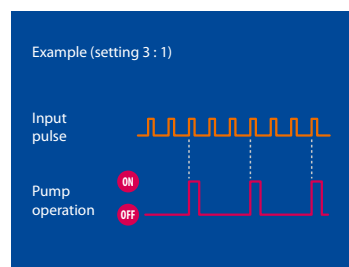 Example (setting 3 : 1)
Input
pulse
ON
Pump
operation
OFF